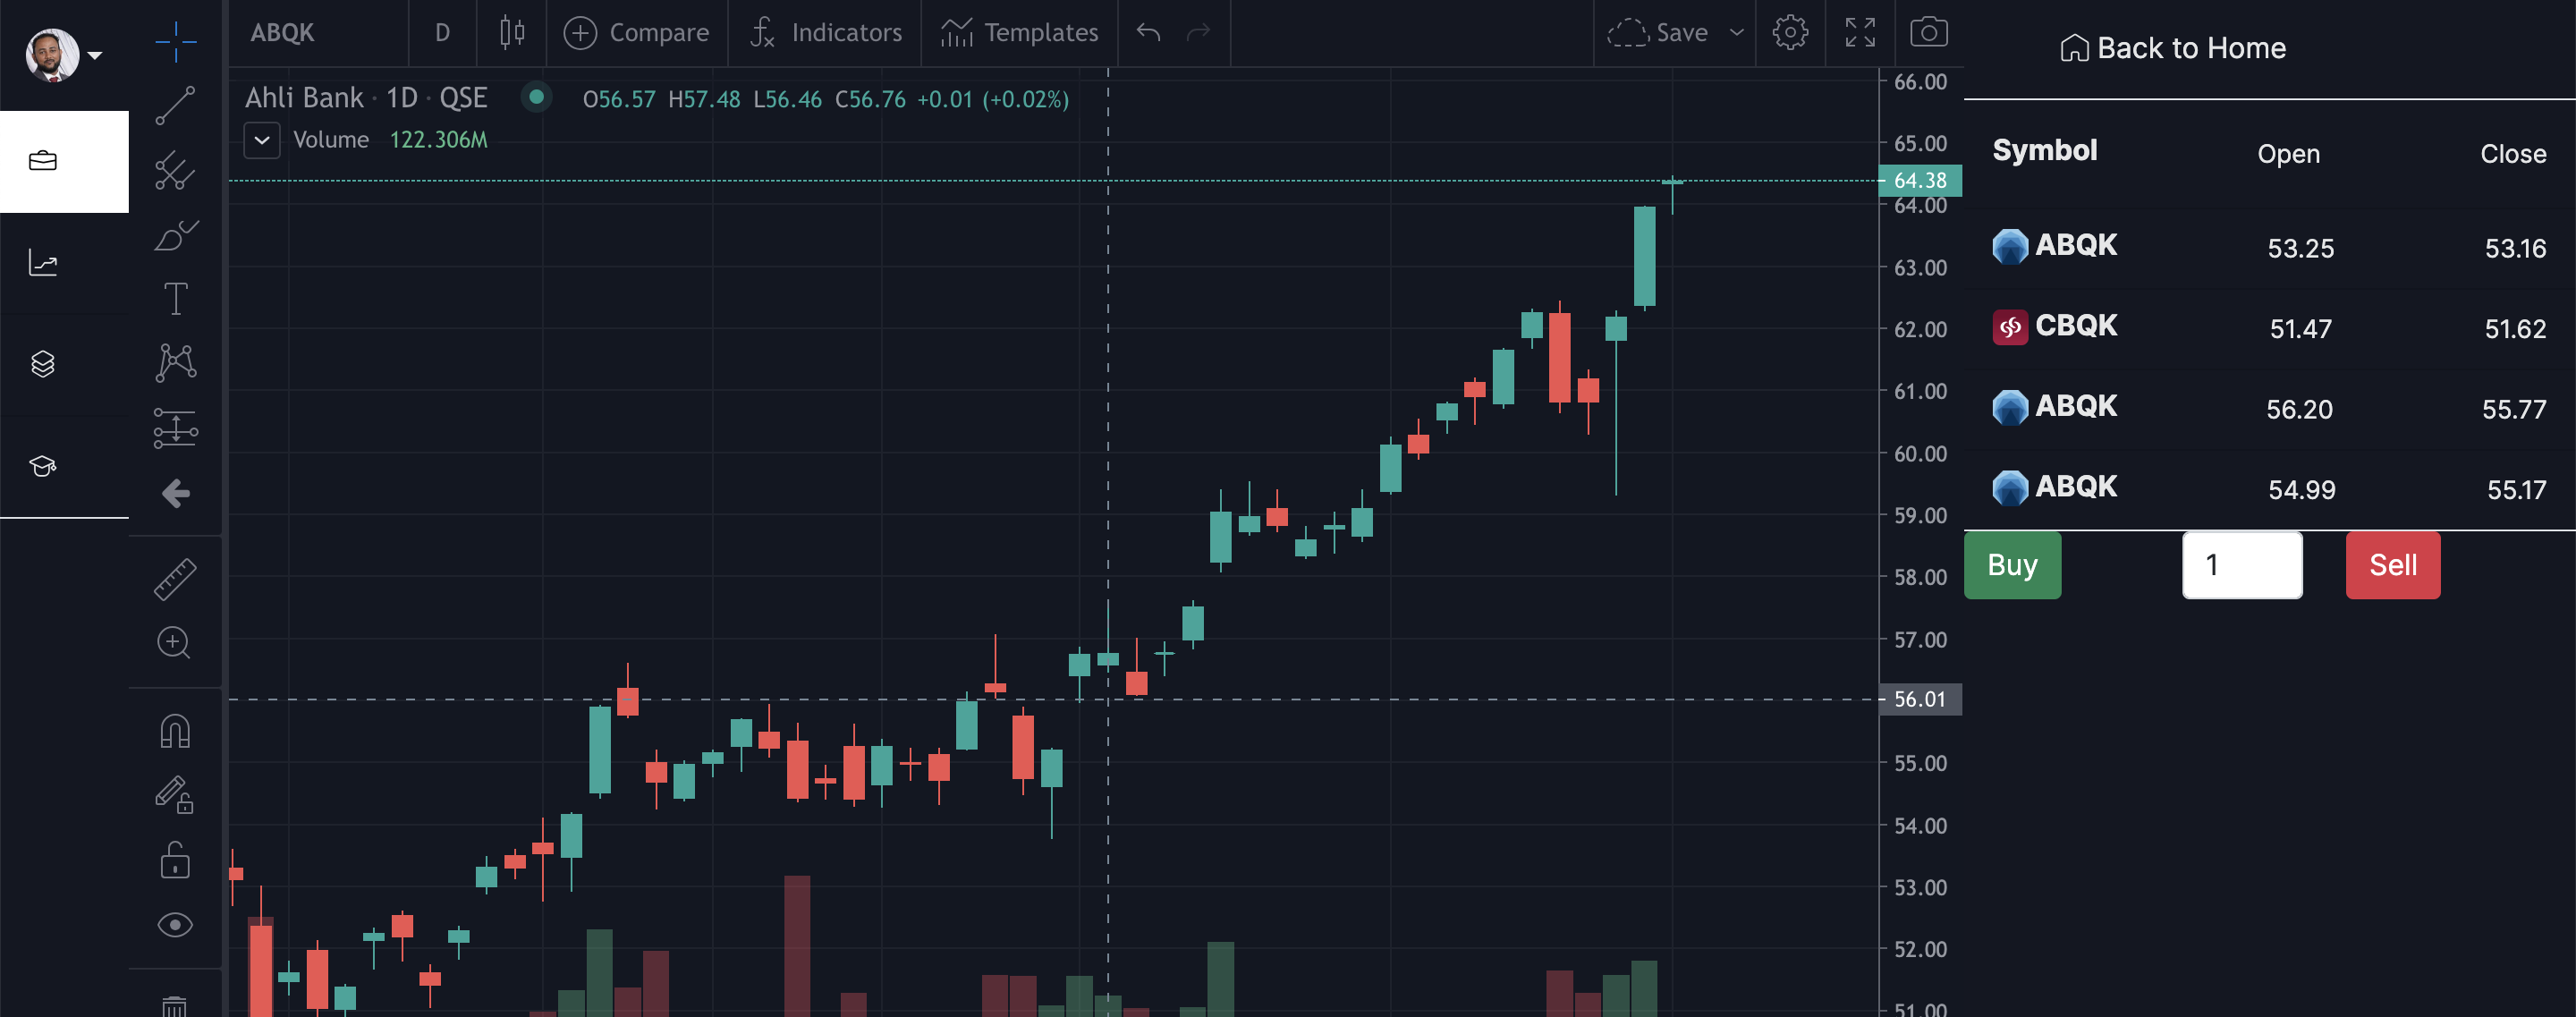 ABQK D Compare Indicators Templates Save
Ahli Bank · 1D · QSE O56.57 H57.48 L56.46 C56.76 +0.01 (+0.02%)
Volume 122.306M
66.00
65.00
64.38
64.00
63.00
62.00
61.00
60.00
59.00
58.00
57.00
56.01
55.00
54.00
53.00
52.00
51.00
Back to Home
Symbol Open Close
ABQK 53.25 53.16
CBQK 51.47 51.62
ABQK 56.20 55.77
ABQK 54.99 55.17
Buy 1 Sell